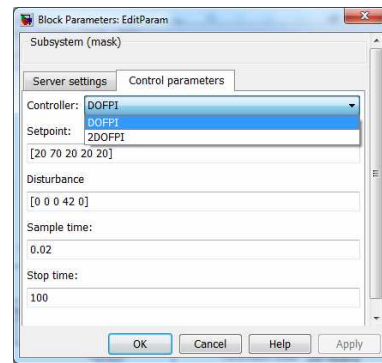 Block Parameters: EditParam
Subsystem (mask)
Server settings Control parameters
Controller: DOFPI
DOFPI
2DOFPI
Setpoint:
[20 70 20 20 20]
Disturbance
[0 0 0 42 0]
Sample time:
0.02
Stop time:
100
OK Cancel Help Apply